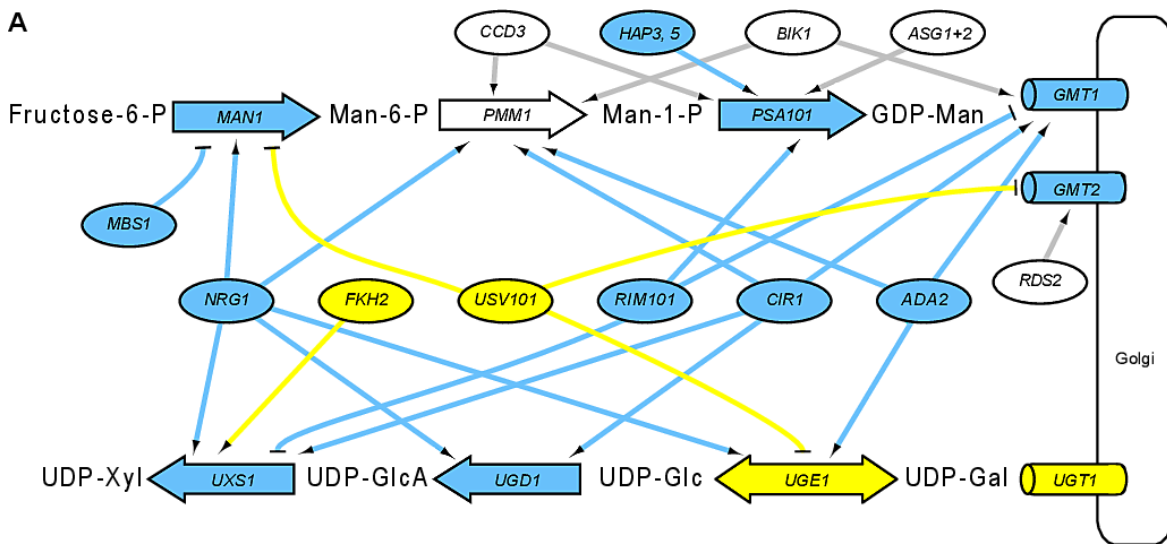 A
CCD3
HAP3, 5
BIK1
ASG1+2
Fructose-6-P
MAN1
Man-6-P
PMM1
Man-1-P
PSA101
GDP-Man
GMT1
GMT2
MBS1
RDS2
NRG1
FKH2
USV101
RIM101
CIR1
ADA2
Golgi
UDP-Xyl
UXS1
UDP-GlcA
UGD1
UDP-Glc
UGE1
UDP-Gal
UGT1